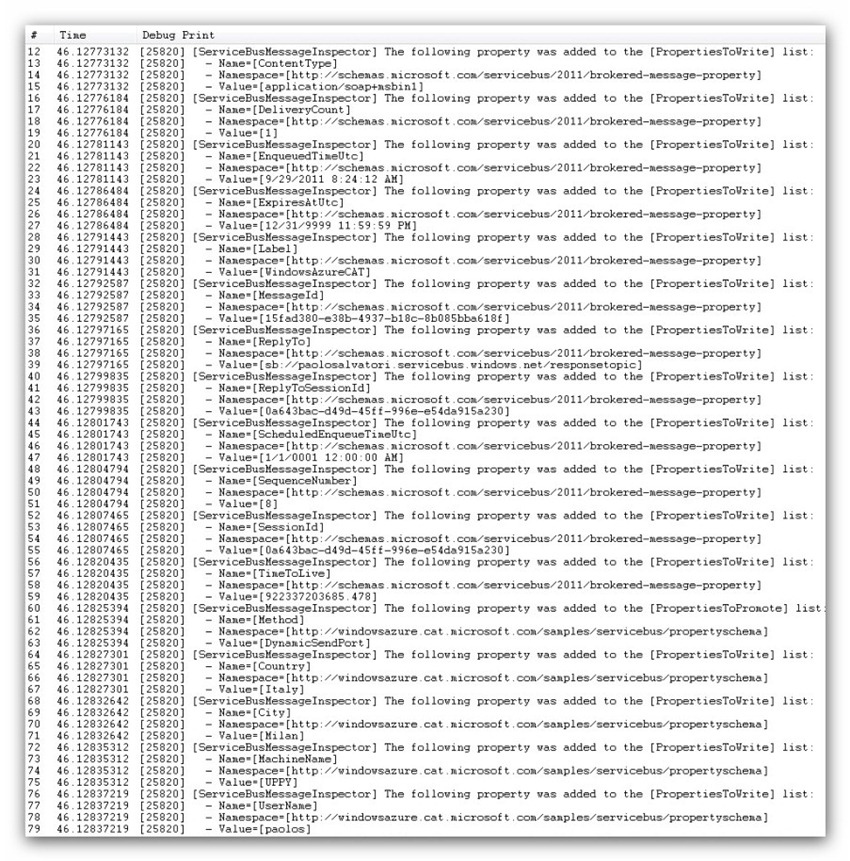 # Time Debug Print
12 46.12773132 [25820] [ServiceBusMessageInspector] The following property was added to the [PropertiesToWrite] list:
13 46.12773132 [25820] - Name=[ContentType]
14 46.12773132 [25820] - Namespace=[http://schemas.microsoft.com/servicebus/2011/brokered-message-property]
15 46.12773132 [25820] - Value=[application/soap+msbin1]
16 46.12776184 [25820] [ServiceBusMessageInspector] The following property was added to the [PropertiesToWrite] list:
17 46.12776184 [25820] - Name=[DeliveryCount]
18 46.12776184 [25820] - Namespace=[http://schemas.microsoft.com/servicebus/2011/brokered-message-property]
19 46.12776184 [25820] - Value=[1]
20 46.12781143 [25820] [ServiceBusMessageInspector] The following property was added to the [PropertiesToWrite] list:
21 46.12781143 [25820] - Name=[EnqueuedTimeUtc]
22 46.12781143 [25820] - Namespace=[http://schemas.microsoft.com/servicebus/2011/brokered-message-property]
23 46.12781143 [25820] - Value=[9/29/2011 8:24:12 AM]
24 46.12786484 [25820] [ServiceBusMessageInspector] The following property was added to the [PropertiesToWrite] list:
25 46.12786484 [25820] - Name=[ExpiresAtUtc]
26 46.12786484 [25820] - Namespace=[http://schemas.microsoft.com/servicebus/2011/brokered-message-property]
27 46.12786484 [25820] - Value=[12/31/9999 11:59:59 PM]
28 46.12791443 [25820] [ServiceBusMessageInspector] The following property was added to the [PropertiesToWrite] list:
29 46.12791443 [25820] - Name=[Label]
30 46.12791443 [25820] - Namespace=[http://schemas.microsoft.com/servicebus/2011/brokered-message-property]
31 46.12791443 [25820] - Value=[WindowsAzureCAT]
32 46.12792587 [25820] [ServiceBusMessageInspector] The following property was added to the [PropertiesToWrite] list:
33 46.12792587 [25820] - Name=[MessageId]
34 46.12792587 [25820] - Namespace=[http://schemas.microsoft.com/servicebus/2011/brokered-message-property]
35 46.12792587 [25820] - Value=[15fad380-e38b-4937-b18c-8b085bba618f]
36 46.12797165 [25820] [ServiceBusMessageInspector] The following property was added to the [PropertiesToWrite] list:
37 46.12797165 [25820] - Name=[ReplyTo]
38 46.12797165 [25820] - Namespace=[http://schemas.microsoft.com/servicebus/2011/brokered-message-property]
39 46.12797165 [25820] - Value=[sb://paolosalvatori.servicebus.windows.net/responsetopic]
40 46.12799835 [25820] [ServiceBusMessageInspector] The following property was added to the [PropertiesToWrite] list:
41 46.12799835 [25820] - Name=[ReplyToSessionId]
42 46.12799835 [25820] - Namespace=[http://schemas.microsoft.com/servicebus/2011/brokered-message-property]
43 46.12799835 [25820] - Value=[0a643bac-d49d-45ff-996e-e54da915a230]
44 46.12801743 [25820] [ServiceBusMessageInspector] The following property was added to the [PropertiesToWrite] list:
45 46.12801743 [25820] - Name=[ScheduledEnqueueTimeUtc]
46 46.12801743 [25820] - Namespace=[http://schemas.microsoft.com/servicebus/2011/brokered-message-property]
47 46.12801743 [25820] - Value=[1/1/0001 12:00:00 AM]
48 46.12804794 [25820] [ServiceBusMessageInspector] The following property was added to the [PropertiesToWrite] list:
49 46.12804794 [25820] - Name=[SequenceNumber]
50 46.12804794 [25820] - Namespace=[http://schemas.microsoft.com/servicebus/2011/brokered-message-property]
51 46.12804794 [25820] - Value=[8]
52 46.12807465 [25820] [ServiceBusMessageInspector] The following property was added to the [PropertiesToWrite] list:
53 46.12807465 [25820] - Name=[SessionId]
54 46.12807465 [25820] - Namespace=[http://schemas.microsoft.com/servicebus/2011/brokered-message-property]
55 46.12807465 [25820] - Value=[0a643bac-d49d-45ff-996e-e54da915a230]
56 46.12820435 [25820] [ServiceBusMessageInspector] The following property was added to the [PropertiesToWrite] list:
57 46.12820435 [25820] - Name=[TimeToLive]
58 46.12820435 [25820] - Namespace=[http://schemas.microsoft.com/servicebus/2011/brokered-message-property]
59 46.12820435 [25820] - Value=[922337203685.478]
60 46.12825394 [25820] [ServiceBusMessageInspector] The following property was added to the [PropertiesToPromote] list:
61 46.12825394 [25820] - Name=[Method]
62 46.12825394 [25820] - Namespace=[http://windowsazure.cat.microsoft.com/samples/servicebus/propertyschema]
63 46.12825394 [25820] - Value=[DynamicSendPort]
64 46.12827301 [25820] [ServiceBusMessageInspector] The following property was added to the [PropertiesToWrite] list:
65 46.12827301 [25820] - Name=[Country]
66 46.12827301 [25820] - Namespace=[http://windowsazure.cat.microsoft.com/samples/servicebus/propertyschema]
67 46.12827301 [25820] - Value=[Italy]
68 46.12832642 [25820] [ServiceBusMessageInspector] The following property was added to the [PropertiesToWrite] list:
69 46.12832642 [25820] - Name=[City]
70 46.12832642 [25820] - Namespace=[http://windowsazure.cat.microsoft.com/samples/servicebus/propertyschema]
71 46.12832642 [25820] - Value=[Milan]
72 46.12835312 [25820] [ServiceBusMessageInspector] The following property was added to the [PropertiesToWrite] list:
73 46.12835312 [25820] - Name=[MachineName]
74 46.12835312 [25820] - Namespace=[http://windowsazure.cat.microsoft.com/samples/servicebus/propertyschema]
75 46.12835312 [25820] - Value=[UPPY]
76 46.12837219 [25820] [ServiceBusMessageInspector] The following property was added to the [PropertiesToWrite] list:
77 46.12837219 [25820] - Name=[UserName]
78 46.12837219 [25820] - Namespace=[http://windowsazure.cat.microsoft.com/samples/servicebus/propertyschema]
79 46.12837219 [25820] - Value=[paolos]